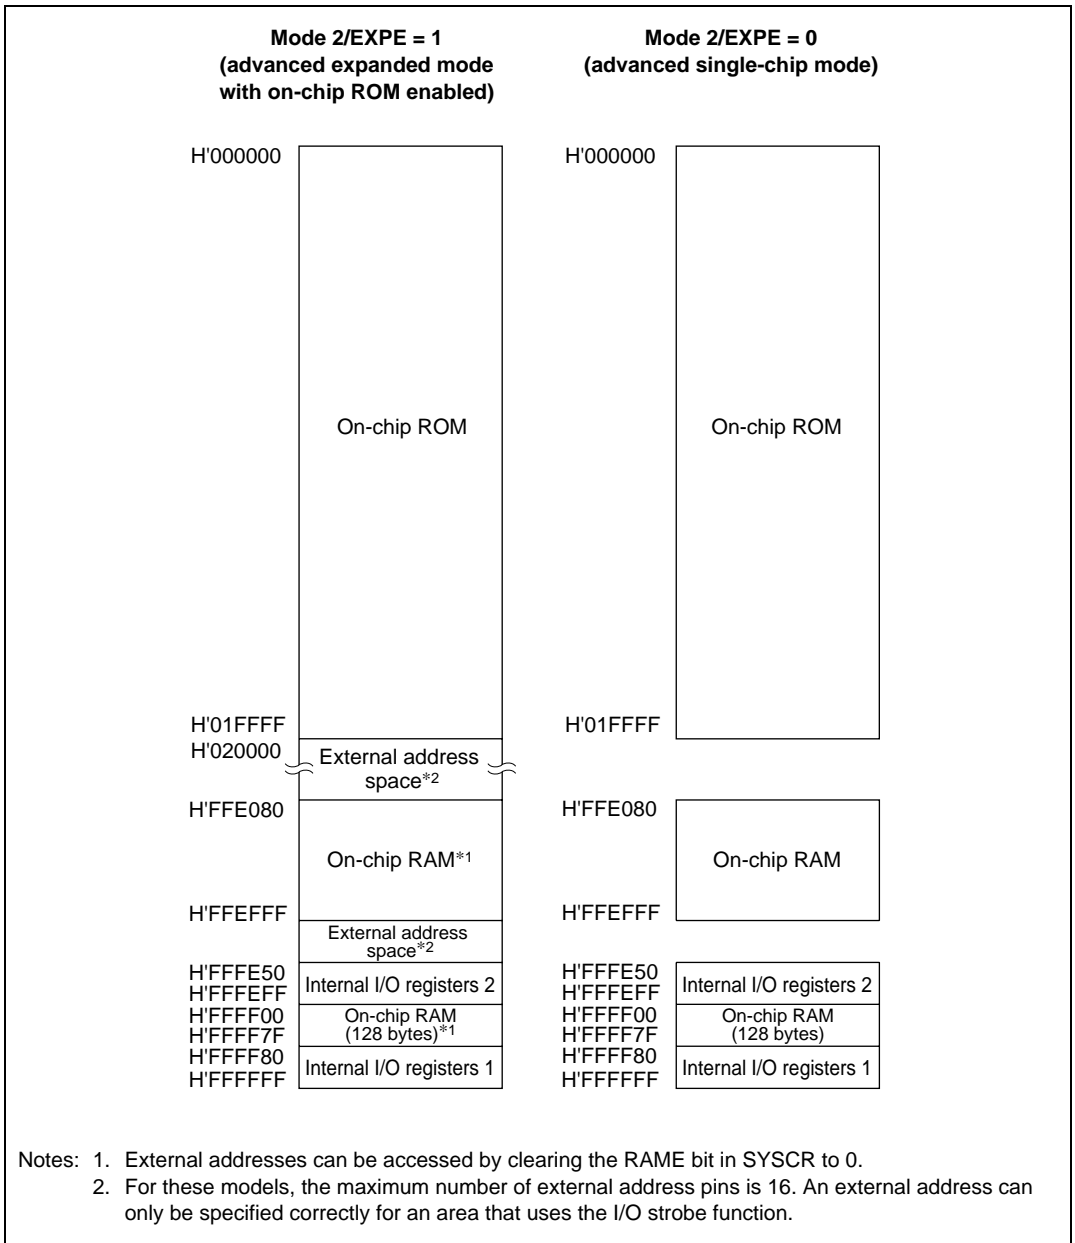 Mode 2/EXPE = 1
(advanced expanded mode
with on-chip ROM enabled)
H'000000
On-chip ROM
H'01FFFF
H'020000
External address
space*2
H'FFE080
On-chip RAM*1
H'FFEFFF
External address
space*2
H'FFFE50
Internal I/O registers 2
H'FFFEFF
H'FFFF00
On-chip RAM
(128 bytes)*1
H'FFFF7F
H'FFFF80
Internal I/O registers 1
H'FFFFFF
Mode 2/EXPE = 0
(advanced single-chip mode)
H'000000
On-chip ROM
H'01FFFF
H'FFE080
On-chip RAM
H'FFEFFF
H'FFFE50
Internal I/O registers 2
H'FFFEFF
H'FFFF00
On-chip RAM
(128 bytes)
H'FFFF7F
H'FFFF80
Internal I/O registers 1
H'FFFFFF
Notes: 1. External addresses can be accessed by clearing the RAME bit in SYSCR to 0.
2. For these models, the maximum number of external address pins is 16. An external address can
only be specified correctly for an area that uses the I/O strobe function.